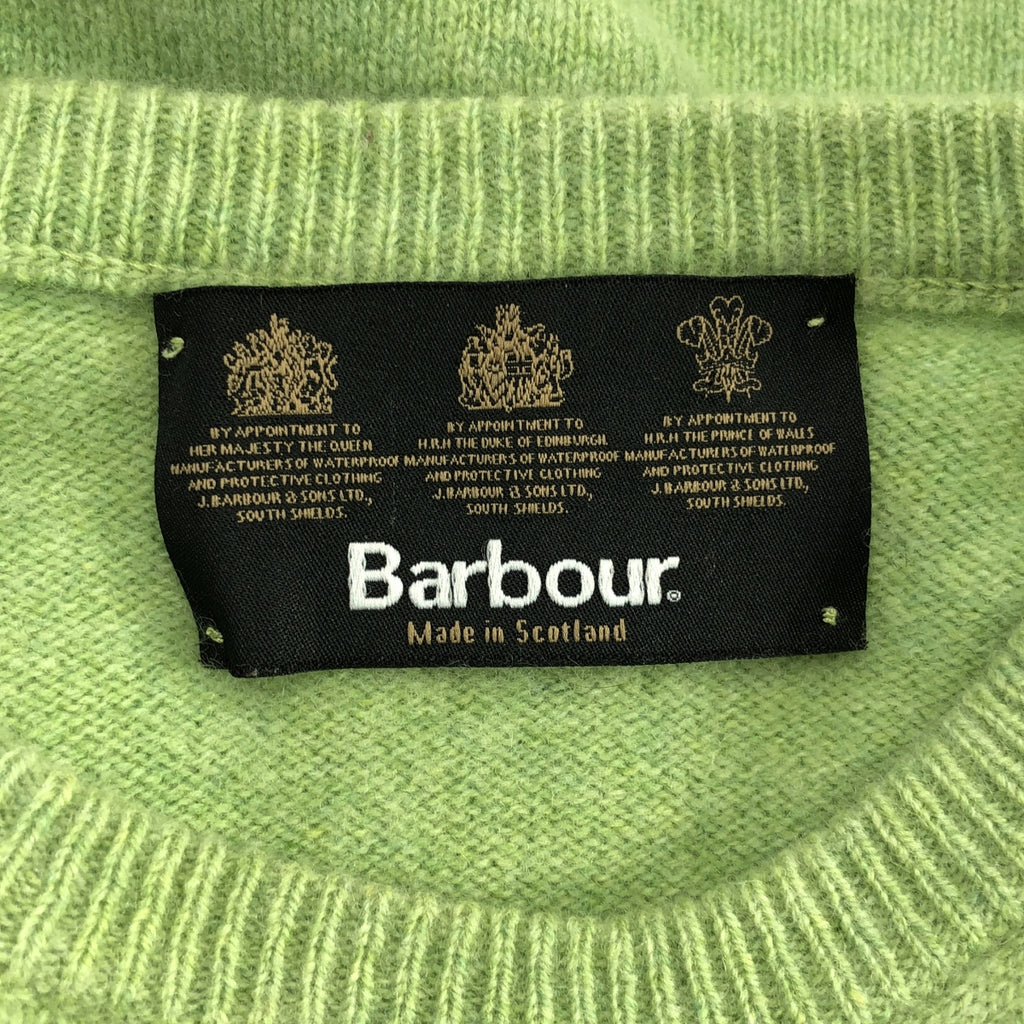 BY APPOINTMENT TO
HER MAJESTY THE QUEEN
MANUFACTURERS OF WATERPROOF
AND PROTECTIVE CLOTHING
J. BARBOUR & SONS LTD.,
SOUTH SHIELDS.
BY APPOINTMENT TO
H.R.H THE DUKE OF EDINBURGH.
MANUFACTURERS OF WATERPROOF
AND PROTECTIVE CLOTHING
J. BARBOUR & SONS LTD.,
SOUTH SHIELDS.
BY APPOINTMENT TO
H.R.H THE PRINCE OF WALES
MANUFACTURERS OF WATERPROOF
AND PROTECTIVE CLOTHING
J. BARBOUR & SONS LTD.,
SOUTH SHIELDS.
Barbour®
Made in Scotland